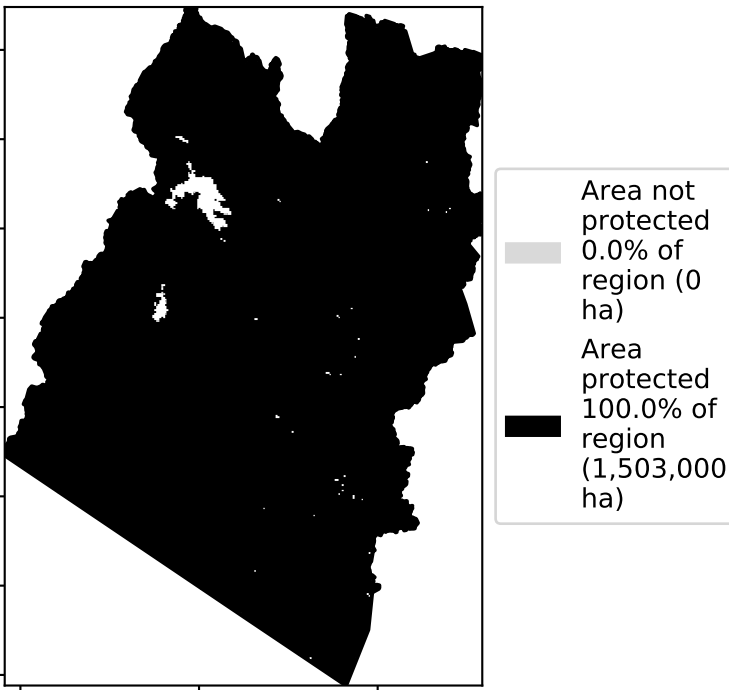 Area not
protected
0.0% of
region (0
ha)
Area
protected
100.0% of
region
(1,503,000
ha)